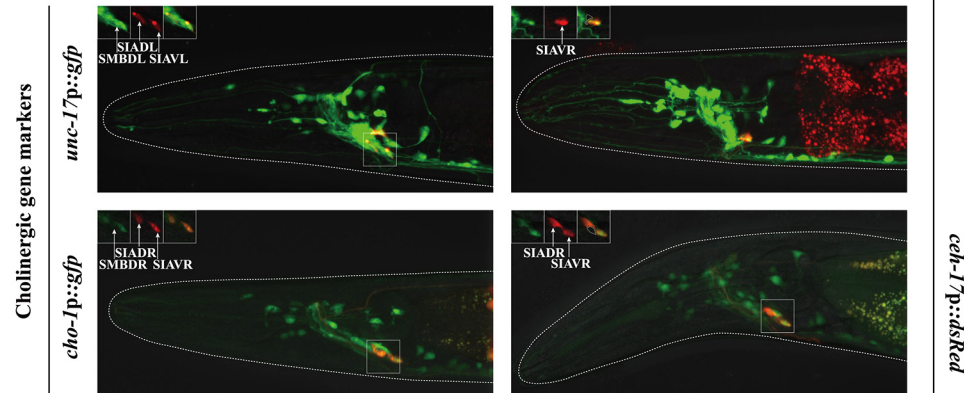 Cholinergic gene markers
unc-17p::gfp
SIADL
SMBDL SIAVL
SIAVR
cho-1p::gfp
SIADR
SMBDR SIAVR
SIADR
SIAVR
ceh-17p::dsRed